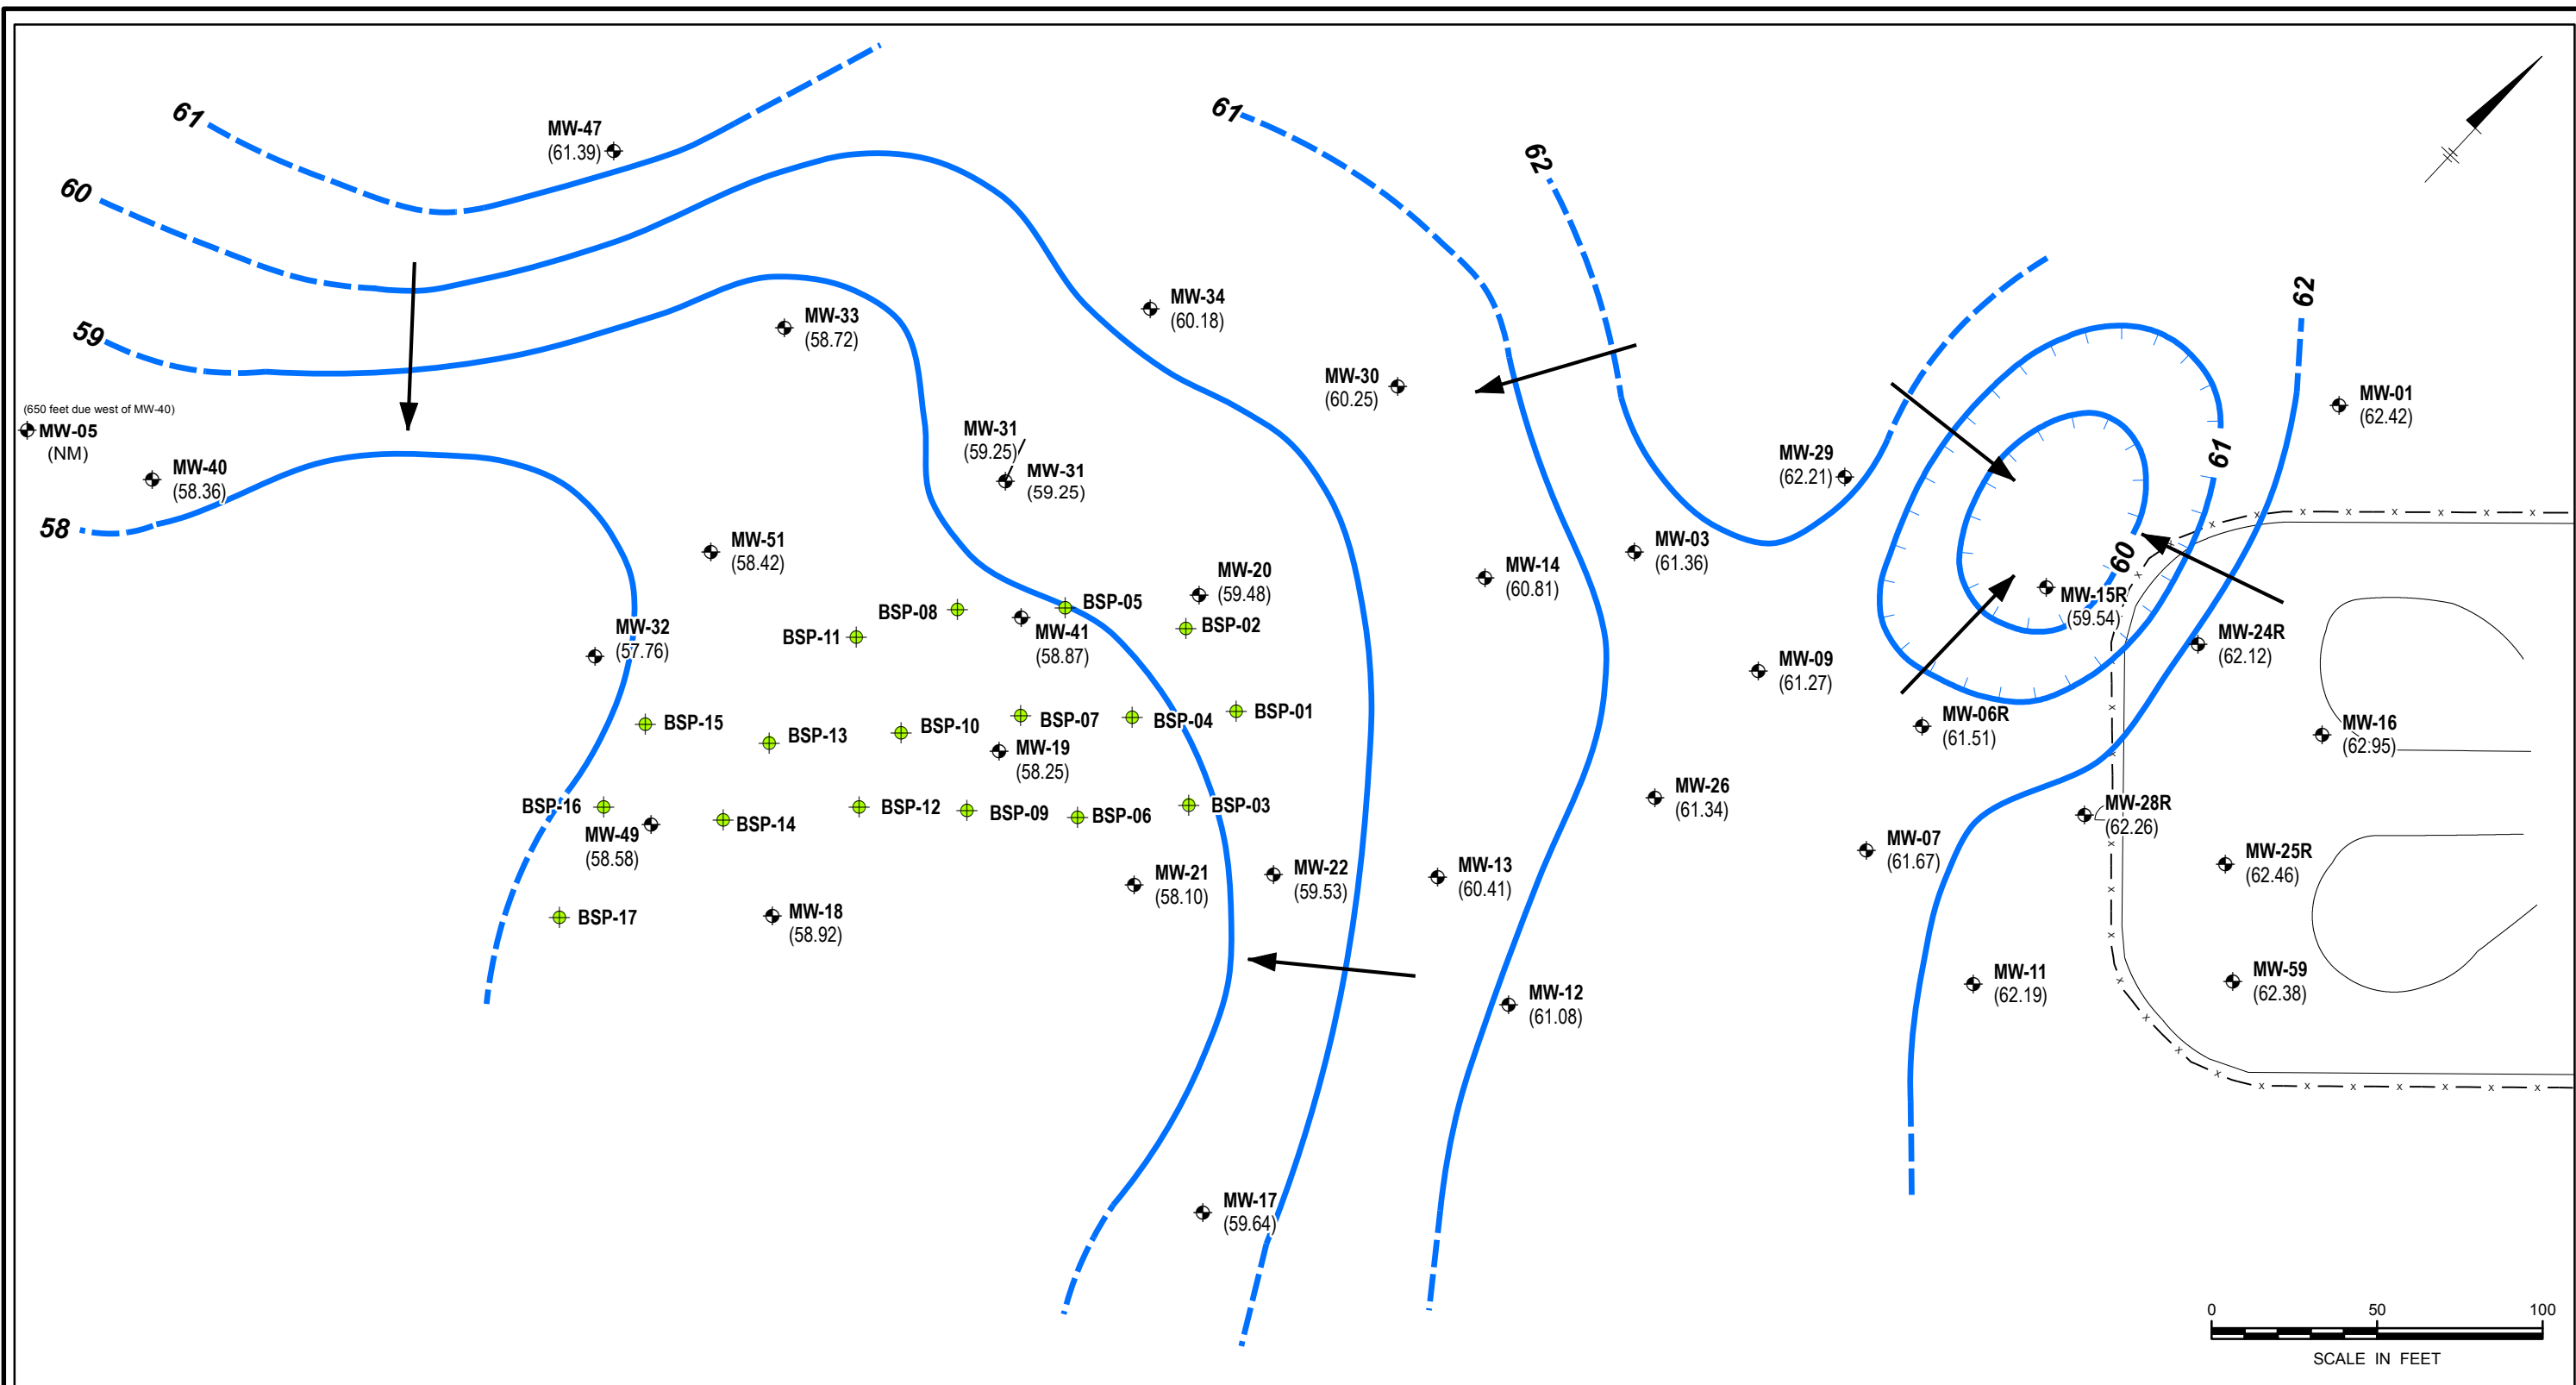 61
MW-47
(61.39)
61
62
60
62
MW-34
(60.18)
MW-33
(58.72)
59
MW-30
(60.25)
MW-01
(62.42)
(650 feet due west of MW-40)
MW-05
(NM)
MW-31
(59.25)
MW-31
(59.25)
MW-29
(62.21)
61
MW-40
(58.36)
58
MW-51
(58.42)
MW-03
(61.36)
MW-14
(60.81)
60
MW-20
(59.48)
BSP-08
BSP-05
MW-15R
(59.54)
BSP-11
MW-41
(58.87)
BSP-02
MW-32
(57.76)
MW-24R
(62.12)
MW-09
(61.27)
BSP-15
BSP-13
BSP-10
BSP-07
BSP-04
BSP-01
MW-06R
(61.51)
MW-16
(62.95)
MW-19
(58.25)
MW-26
(61.34)
BSP-16
MW-49
(58.58)
BSP-14
BSP-12
BSP-09
BSP-06
BSP-03
MW-28R
(62.26)
MW-07
(61.67)
MW-25R
(62.46)
MW-21
(58.10)
MW-22
(59.53)
MW-13
(60.41)
BSP-17
MW-18
(58.92)
MW-11
(62.19)
MW-59
(62.38)
MW-12
(61.08)
MW-17
(59.64)
0 50 100
SCALE IN FEET